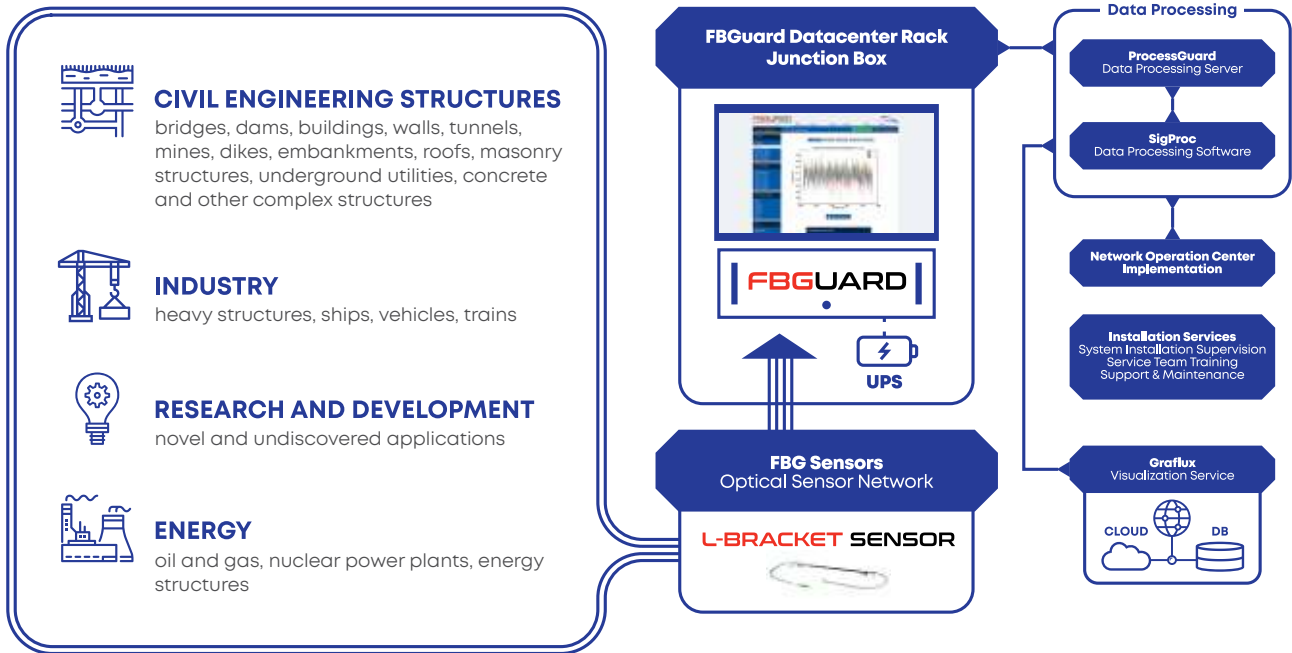 CIVIL ENGINEERING STRUCTURES
bridges, dams, buildings, walls, tunnels,
mines, dikes, embankments, roofs, masonry
structures, underground utilities, concrete
and other complex structures
INDUSTRY
heavy structures, ships, vehicles, trains
RESEARCH AND DEVELOPMENT
novel and undiscovered applications
ENERGY
oil and gas, nuclear power plants, energy
structures
FBGuard Datacenter Rack
Junction Box
FBGUARD
UPS
FBG Sensors
Optical Sensor Network
L-BRACKET SENSOR
Data Processing
ProcessGuard
Data Processing Server
SigProc
Data Processing Software
Network Operation Center
Implementation
Installation Services
System Installation Supervision
Service Team Training
Support & Maintenance
Graflux
Visualization Service
CLOUD
DB